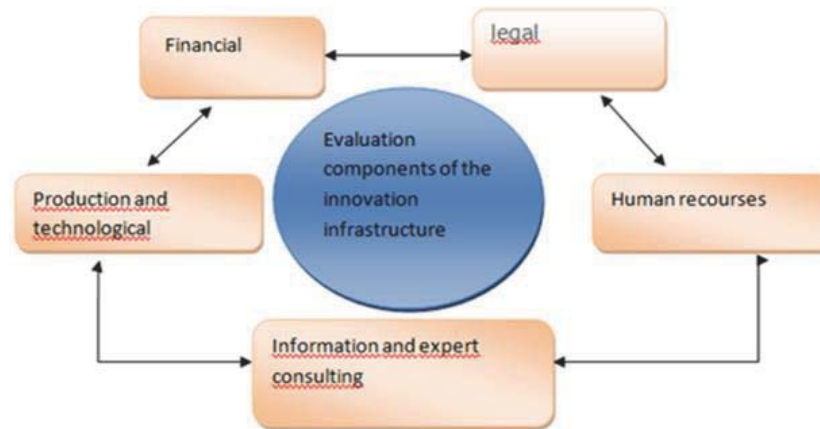 Financial
legal
Evaluation
components of the
innovation
infrastructure
Production and
technological
Human recourses
Information and expert
consulting